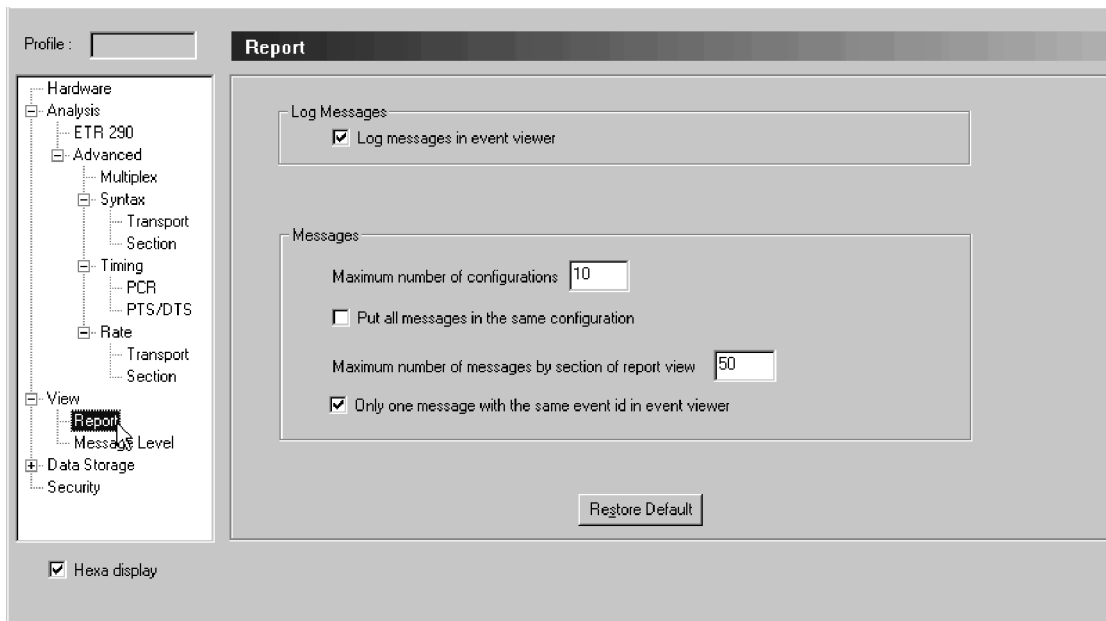 Profile :
Report
Hardware
Analysis
ETR 290
Advanced
Multiplex
Syntax
Transport
Section
Timing
PCR
PTS/DTS
Rate
Transport
Section
View
Report
Message Level
Data Storage
Security
Hexa display
Log Messages
Log messages in event viewer
Messages
Maximum number of configurations 10
Put all messages in the same configuration
Maximum number of messages by section of report view 50
Only one message with the same event id in event viewer
Restore Default